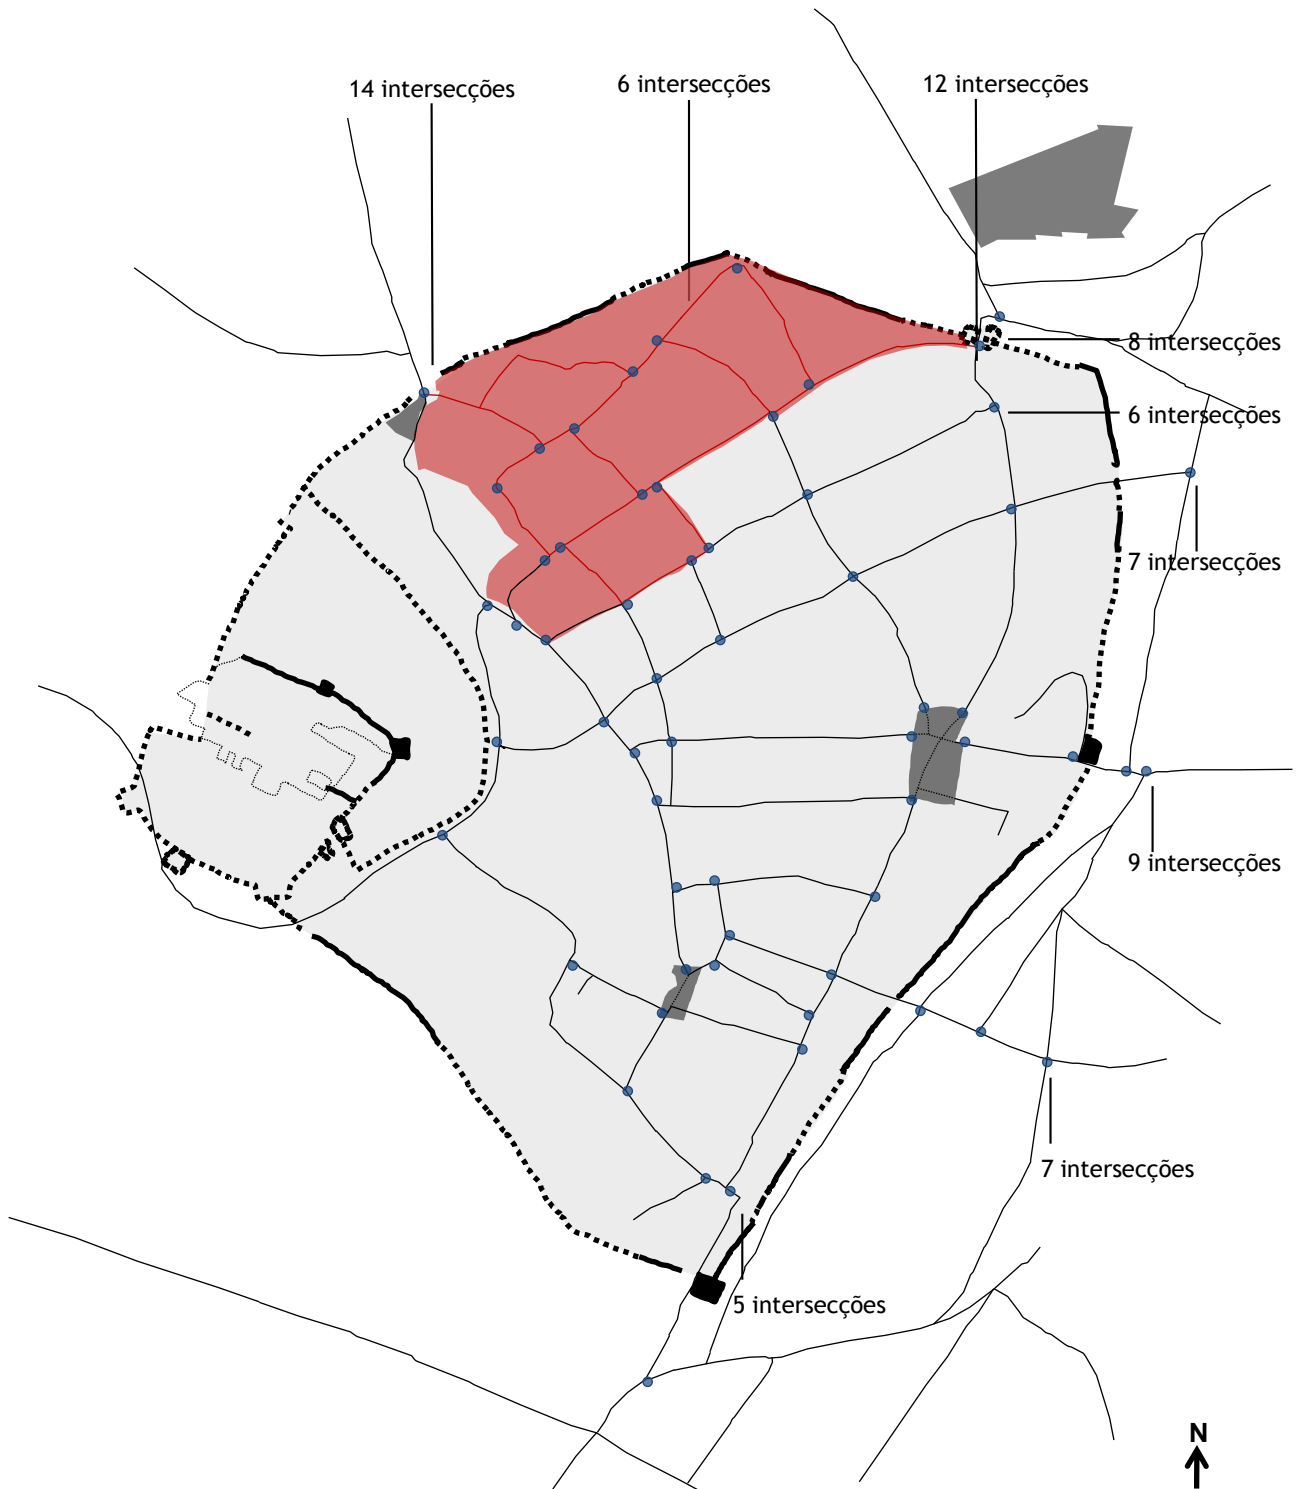 14 intersecções
6 intersecções
12 intersecções
8 intersecções
6 intersecções
7 intersecções
9 intersecções
7 intersecções
5 intersecções
N